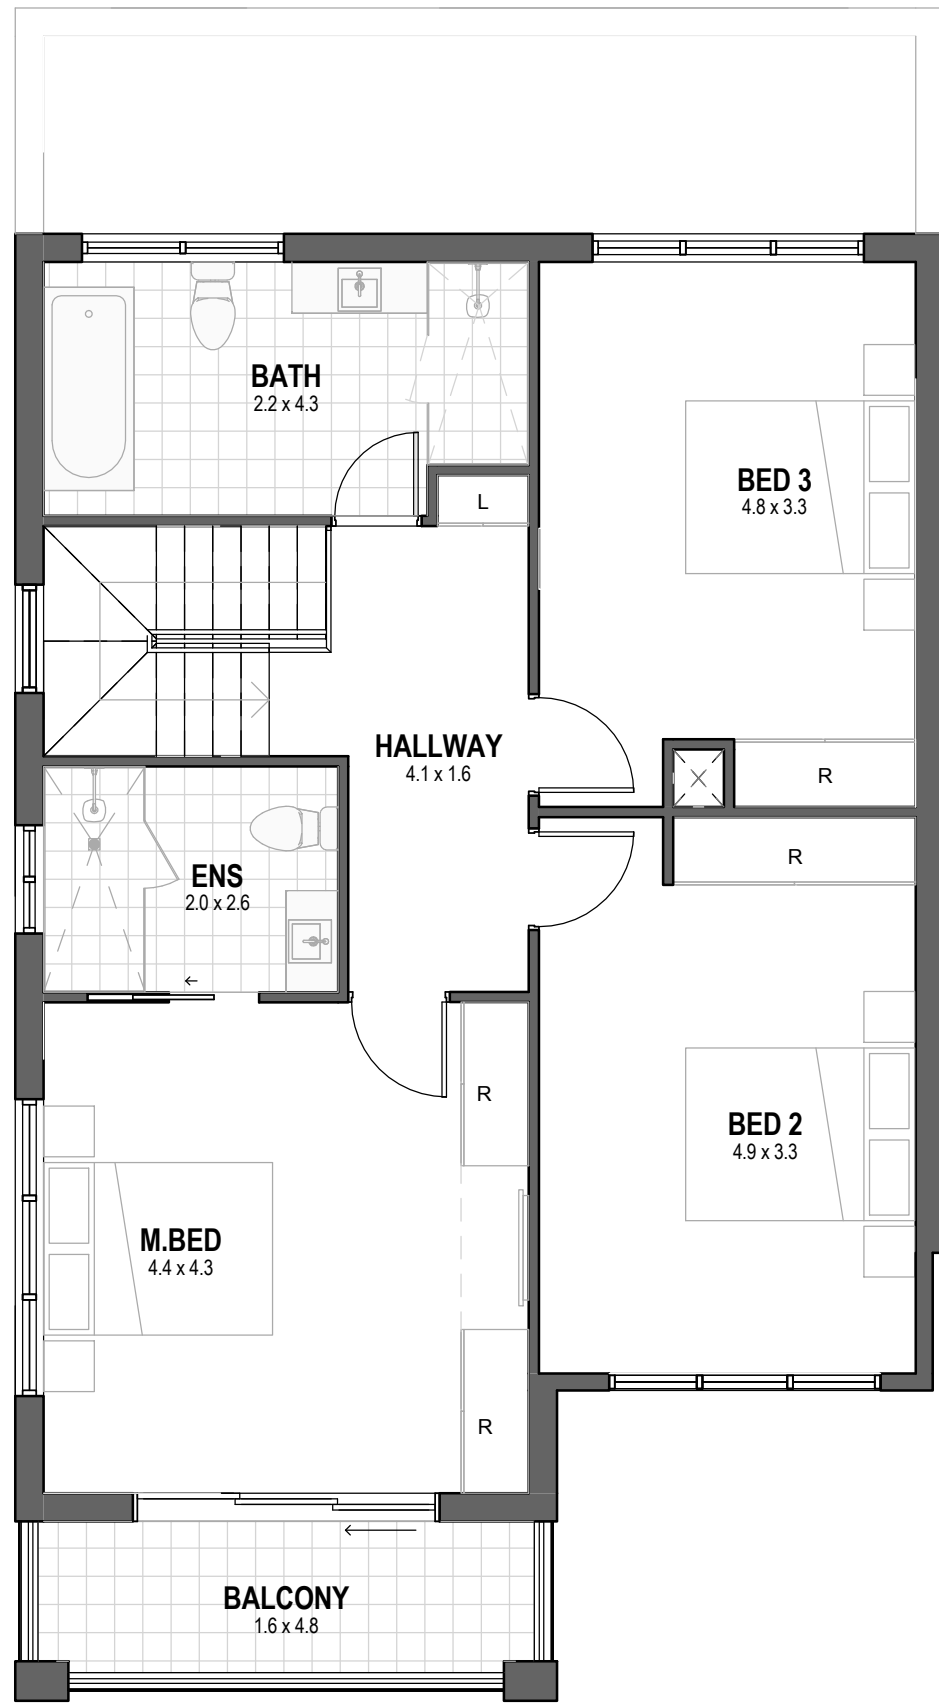 BATH
2.2 x 4.3
L
BED 3
4.8 x 3.3
HALLWAY
4.1 x 1.6
R
R
ENS
2.0 x 2.6
R
BED 2
4.9 x 3.3
M.BED
4.4 x 4.3
R
BALCONY
1.6 x 4.8